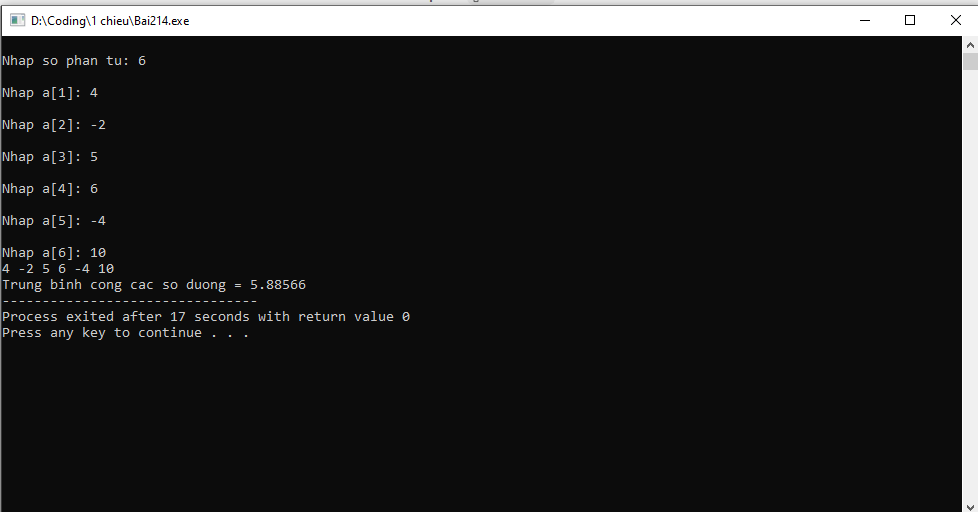 D:\Coding\1 chieu\Bai214.exe
Nhap so phan tu: 6
Nhap a[1]: 4
Nhap a[2]: -2
Nhap a[3]: 5
Nhap a[4]: 6
Nhap a[5]: -4
Nhap a[6]: 10
4 -2 5 6 -4 10
Trung binh cong cac so duong = 5.88566
--------------------------------
Process exited after 17 seconds with return value 0
Press any key to continue . . .